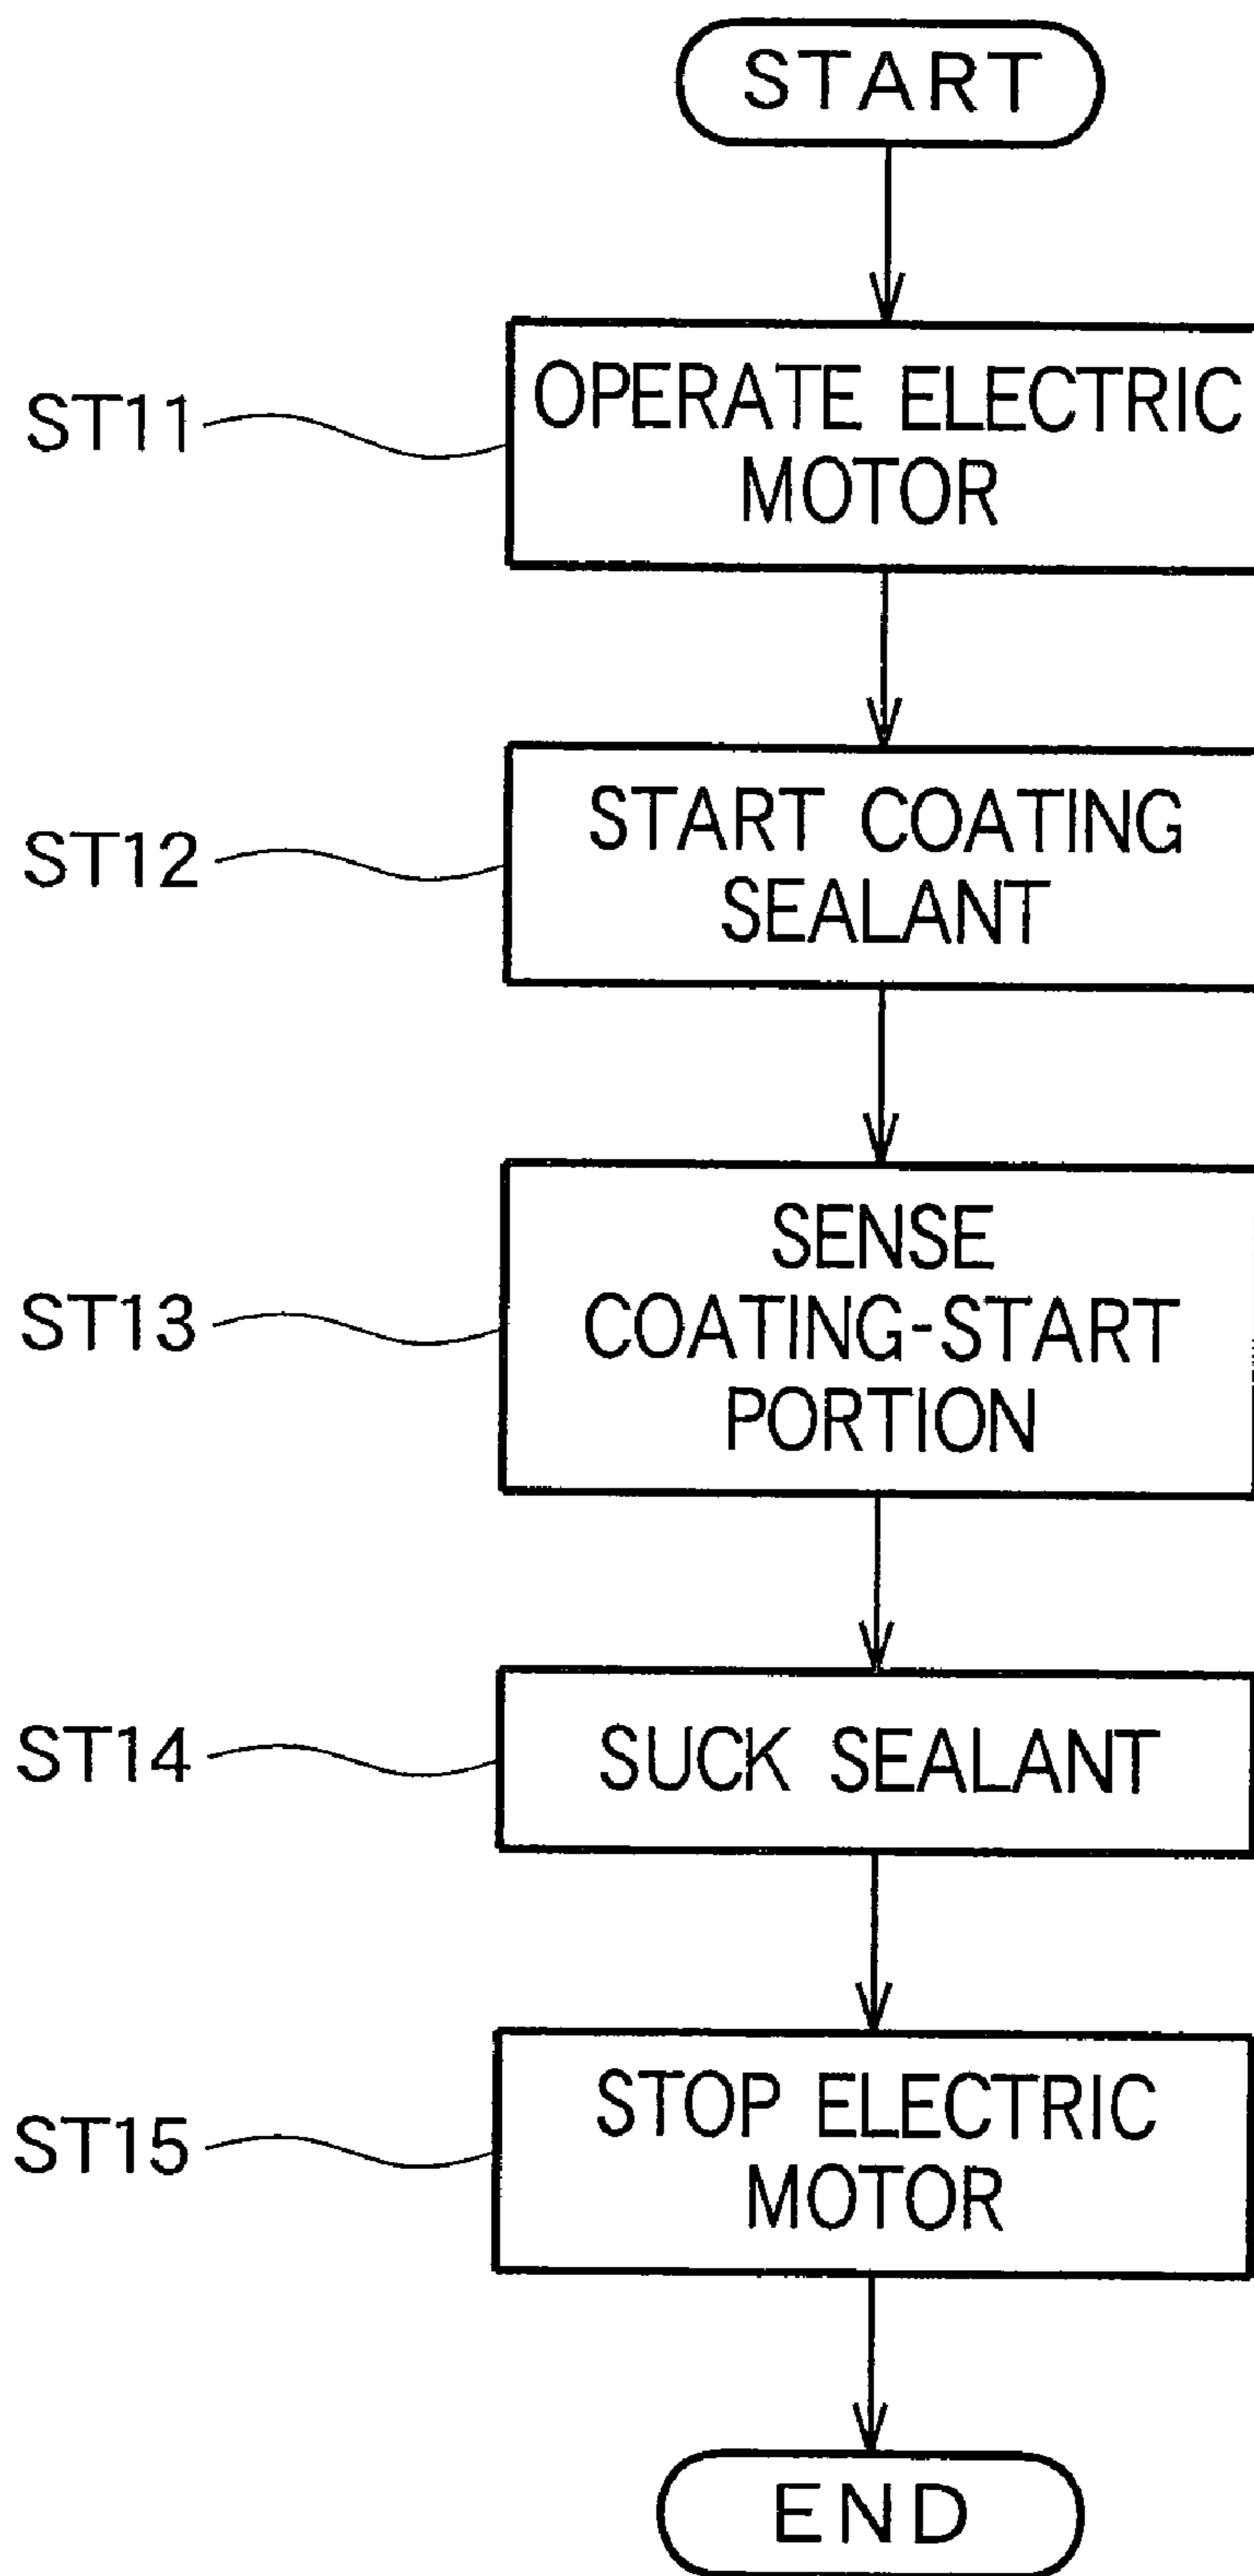 START
ST11
OPERATE ELECTRIC
MOTOR
ST12
START COATING
SEALANT
ST13
SENSE
COATING-START
PORTION
ST14
SUCK SEALANT
ST15
STOP ELECTRIC
MOTOR
END